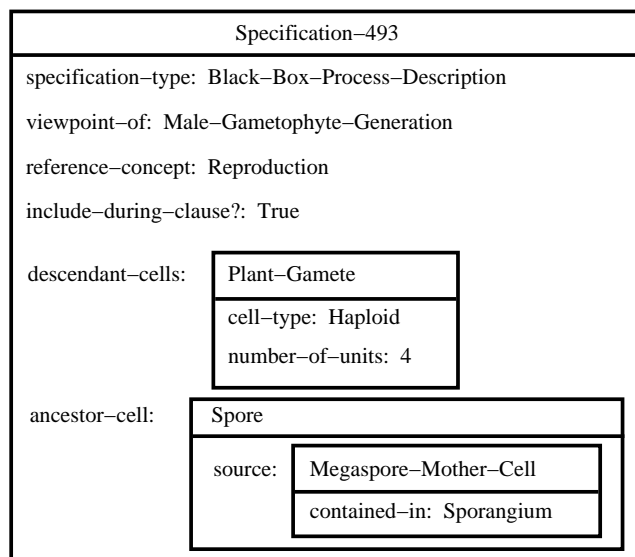 Specification−493
specification−type: Black−Box−Process−Description
viewpoint−of: Male−Gametophyte−Generation
reference−concept: Reproduction
include−during−clause?: True
descendant−cells: Plant−Gamete
cell−type: Haploid
number−of−units: 4
ancestor−cell: Spore
source: Megaspore−Mother−Cell
contained−in: Sporangium